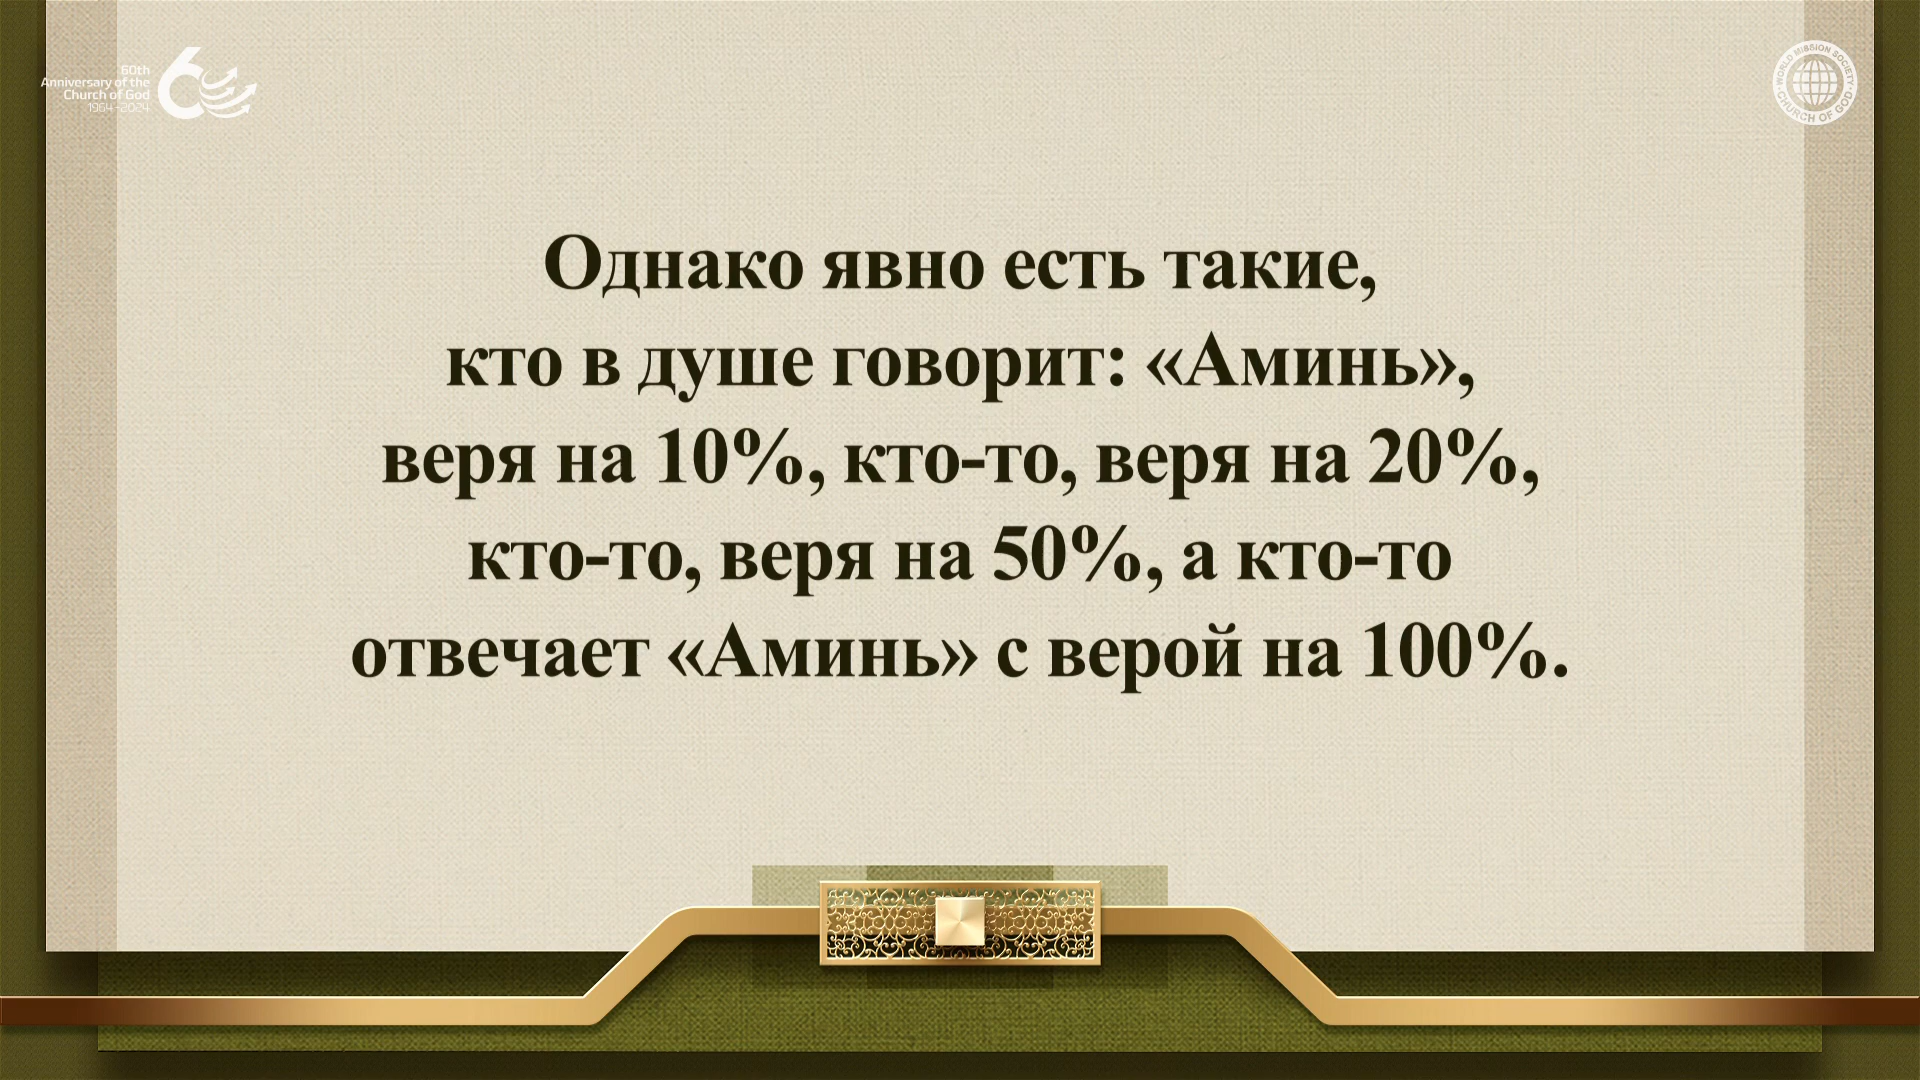 60th
Anniversary of the
Church of God
1964-2024
WORLD MISSION SOCIETY
CHURCH OF GOD
Однако явно есть такие,
кто в душе говорит: «Аминь»,
веря на 10%, кто-то, веря на 20%,
кто-то, веря на 50%, а кто-то
отвечает «Аминь» с верой на 100%.